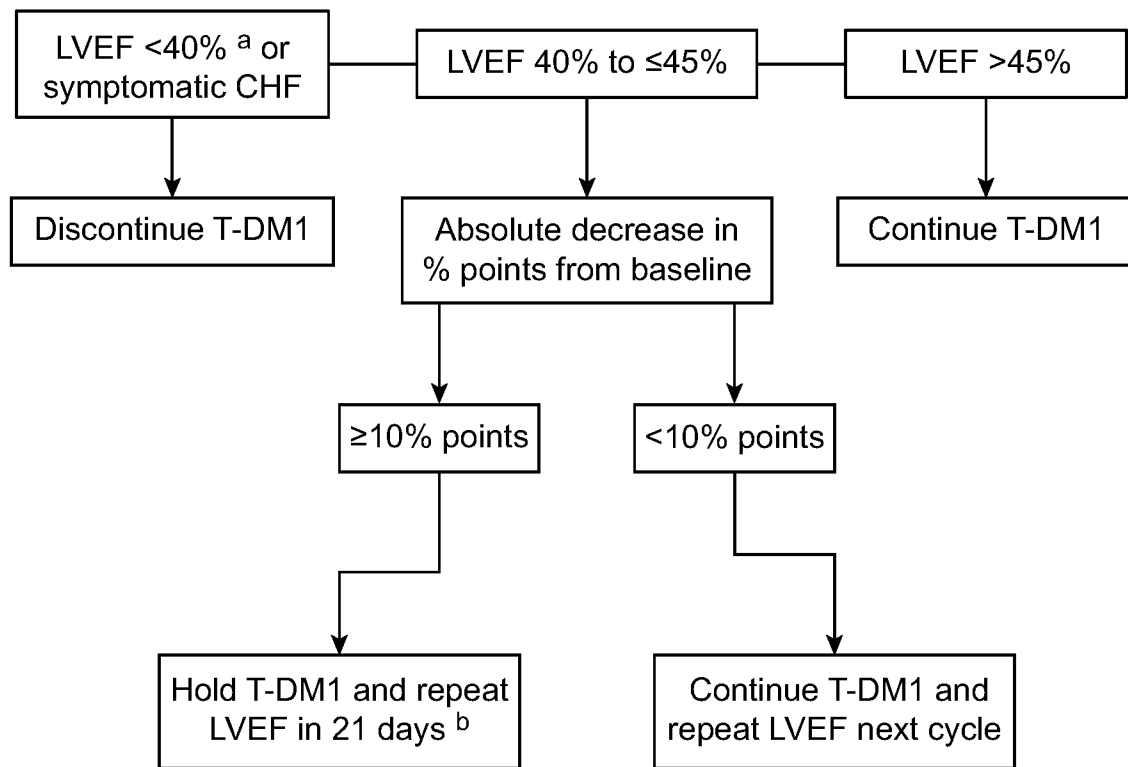 LVEF <40% a or
symptomatic CHF
LVEF 40% to ≤45%
LVEF >45%
Discontinue T-DM1
Absolute decrease in
% points from baseline
Continue T-DM1
≥10% points
<10% points
Hold T-DM1 and repeat
LVEF in 21 days b
Continue T-DM1 and
repeat LVEF next cycle